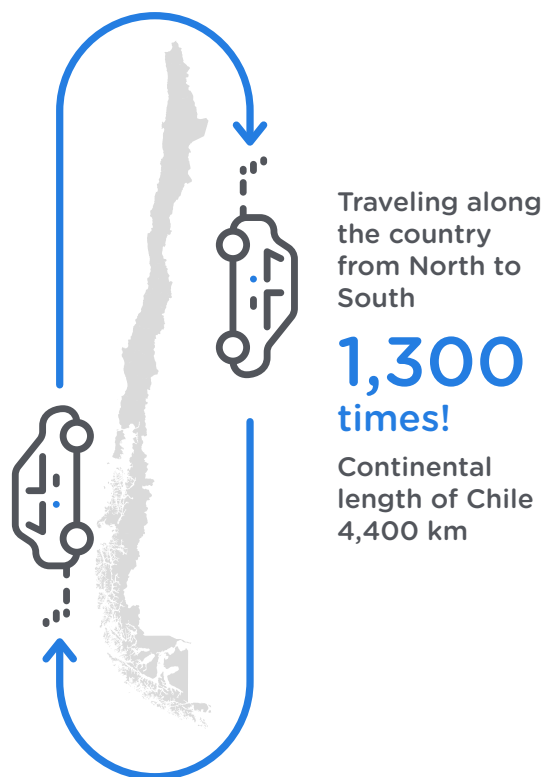 Traveling along
the country
from North to
South
1,300
times!
Continental
length of Chile
4,400 km